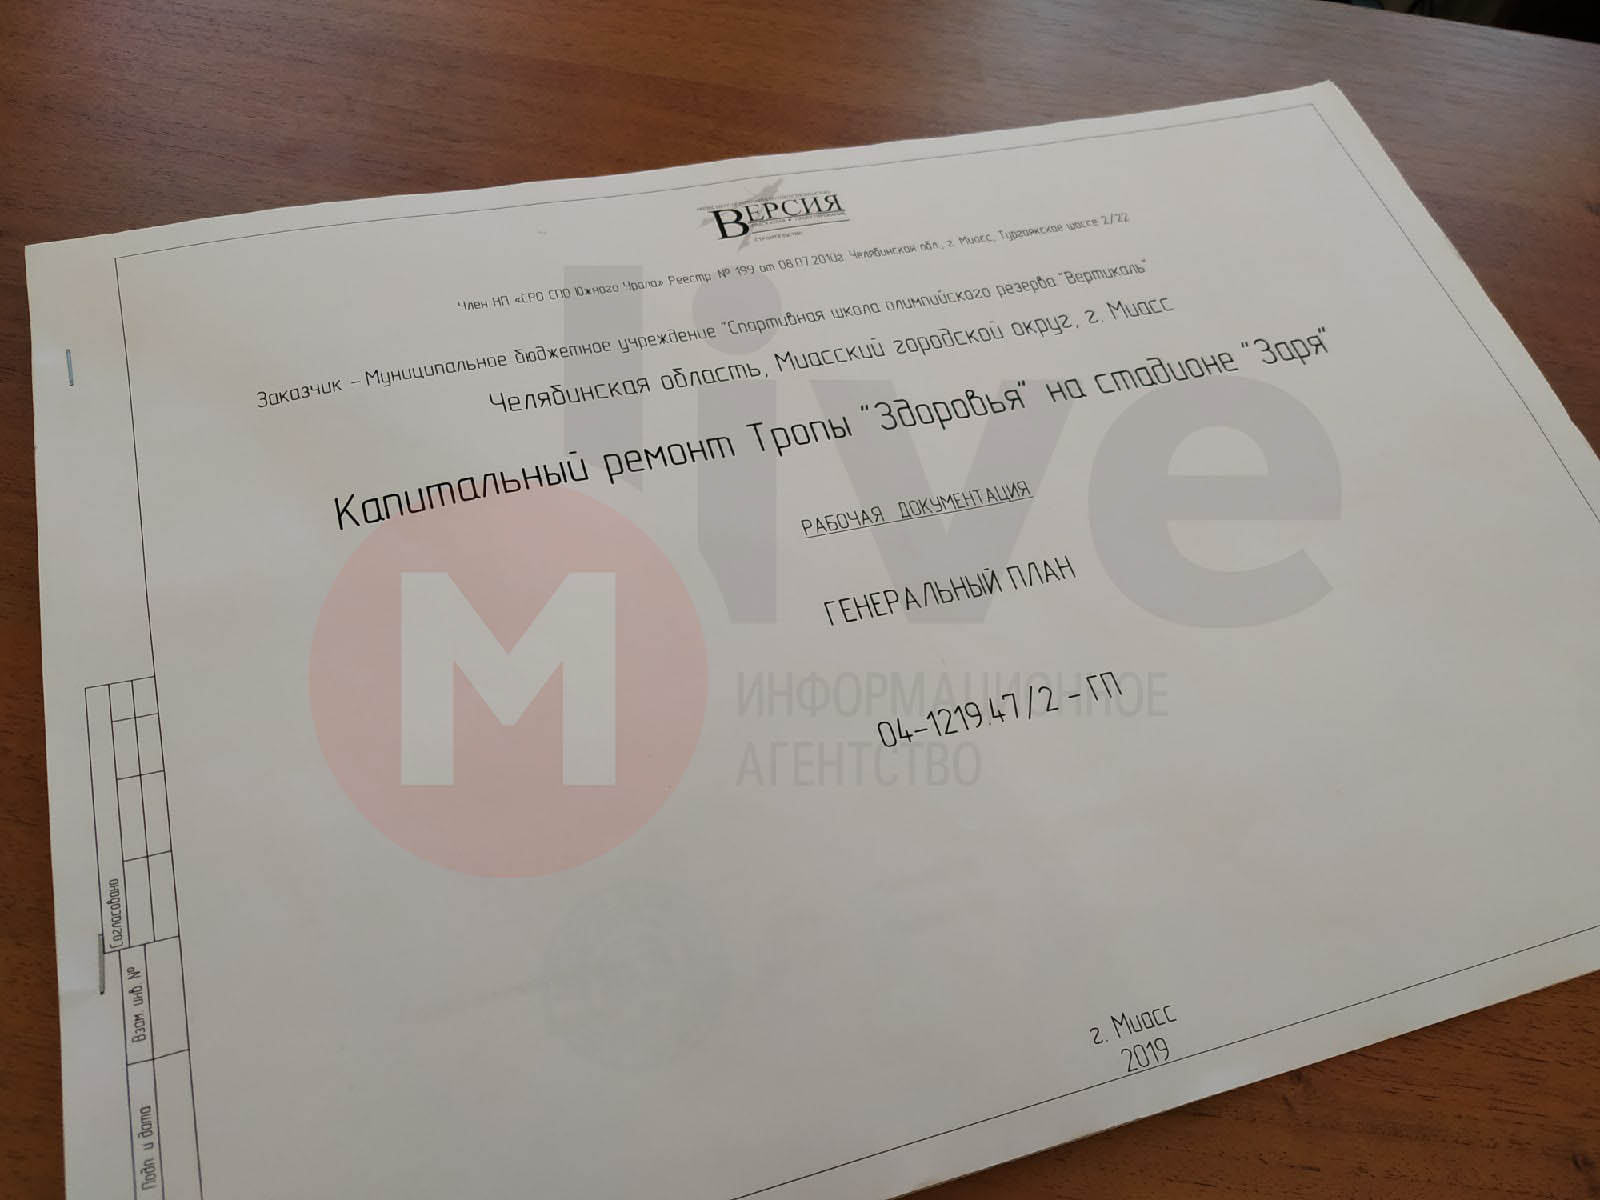 ВЕРСИЯ
Член НП «СРО СПО Южного Урала» Реестр № 199 от 08.07.2010г. Челябинская обл., г. Миасс, Тургоякское шоссе 2/22
Заказчик - Муниципальное бюджетное учреждение "Спортивная школа олимпийского резерва "Вертикаль"
Челябинская область, Миасский городской округ, г. Миасс
Капитальный ремонт Тропы "Здоровья" на стадионе "Заря"
РАБОЧАЯ ДОКУМЕНТАЦИЯ
ГЕНЕРАЛЬНЫЙ ПЛАН
04-1219.47/2 -ГП
г. Миасс
2019
Согласовано
Взам. инв. №
Подп. и дата
М live
ИНФОРМАЦИОННОЕ
АГЕНТСТВО